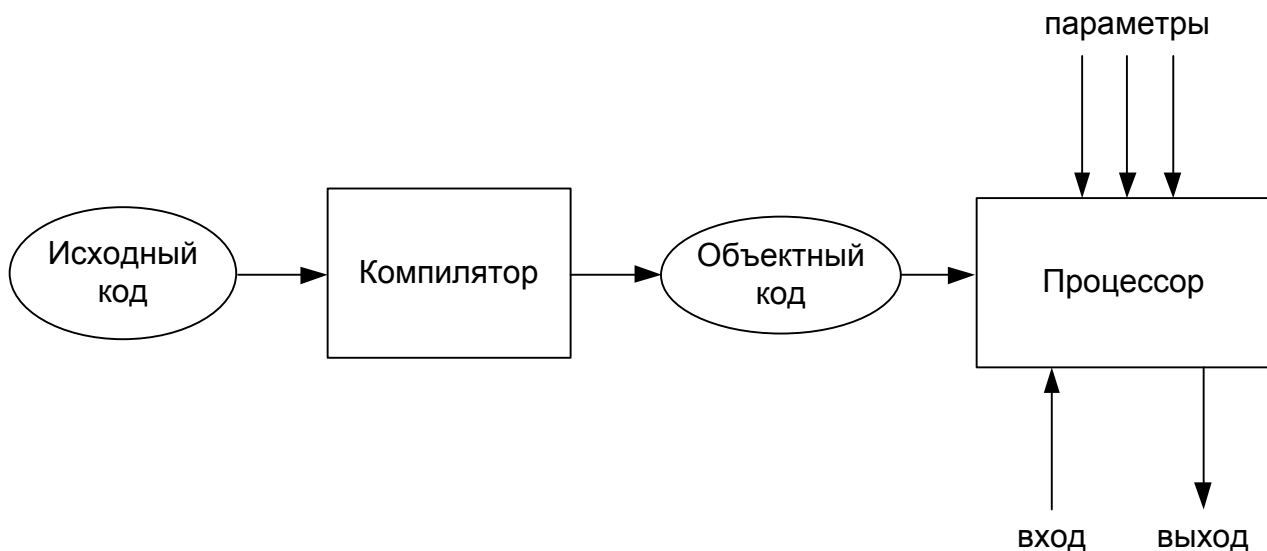 параметры
Исходный
код
Компилятор
Объектный
код
Процессор
вход
выход